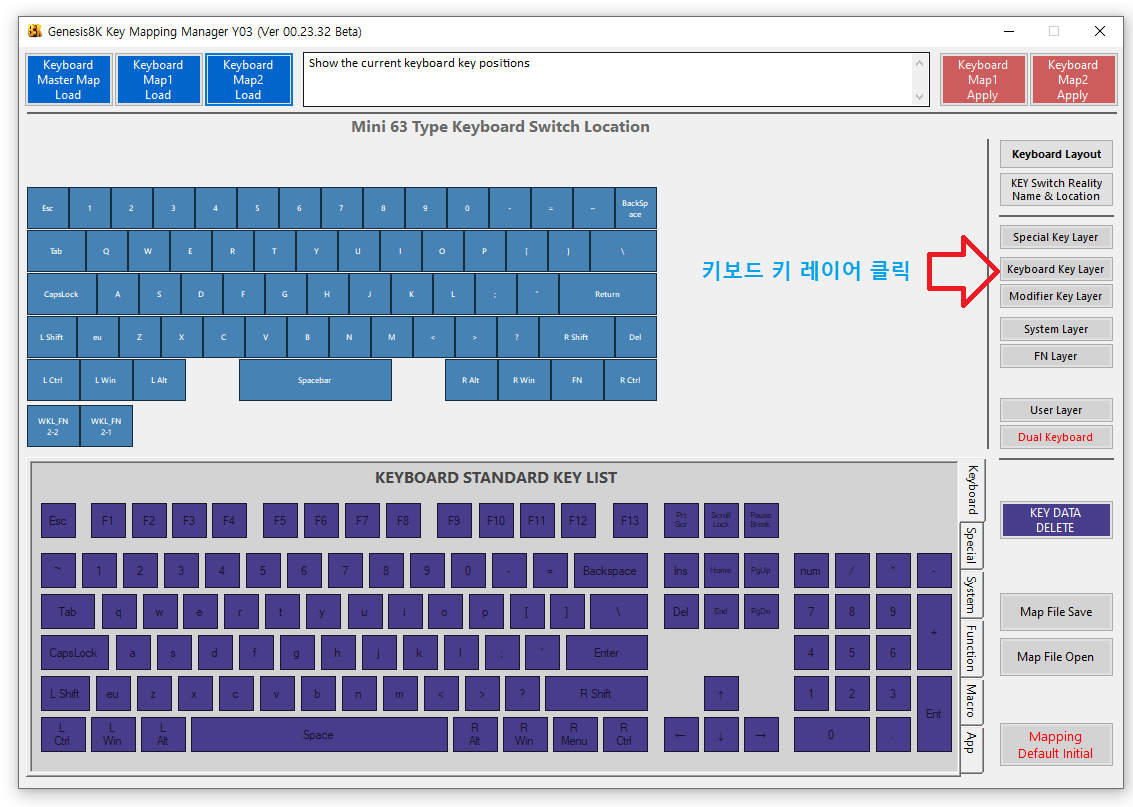 Genesis8K Key Mapping Manager Y03 (Ver 00.23.32 Beta)
Keyboard
Master Map
Load
Keyboard
Map1
Load
Keyboard
Map2
Load
Show the current keyboard key positions
Keyboard
Map1
Apply
Keyboard
Map2
Apply
Mini 63 Type Keyboard Switch Location
Esc 1 2 3 4 5 6 7 8 9 0 - = ~ BackSp
ace
Tab Q W E R T Y U I O P [ ] \
CapsLock A S D F G H J K L ; " Return
L Shift eu Z X C V B N M < > ? R Shift Del
L Ctrl L Win L Alt Spacebar R Alt R Win FN R Ctrl
WKL_FN
2-2
WKL_FN
2-1
키보드 키 레이어 클릭
Keyboard Layout
KEY Switch Reality
Name & Location
Special Key Layer
Keyboard Key Layer
Modifier Key Layer
System Layer
FN Layer
User Layer
Dual Keyboard
KEYBOARD STANDARD KEY LIST
Esc F1 F2 F3 F4 F5 F6 F7 F8 F9 F10 F11 F12 F13
Prt
Scr
Scroll
Lock
Pause
Break
~ 1 2 3 4 5 6 7 8 9 0 - = Backspace Ins Home PgUp num / * -
Tab q w e r t y u i o p [ ] \ Del End PgDn 7 8 9 +
CapsLock a s d f g h j k l ; ' Enter 4 5 6
L Shift eu z x c v b n m < > ? R Shift ↑ 1 2 3 Ent
L
Ctrl
L
Win
L
Alt
Space
R
Alt
R
Win
R
Menu
R
Ctrl
← ↓ → 0 .
Keyboard
Special
System
Function
Macro
App
KEY DATA
DELETE
Map File Save
Map File Open
Mapping
Default Initial